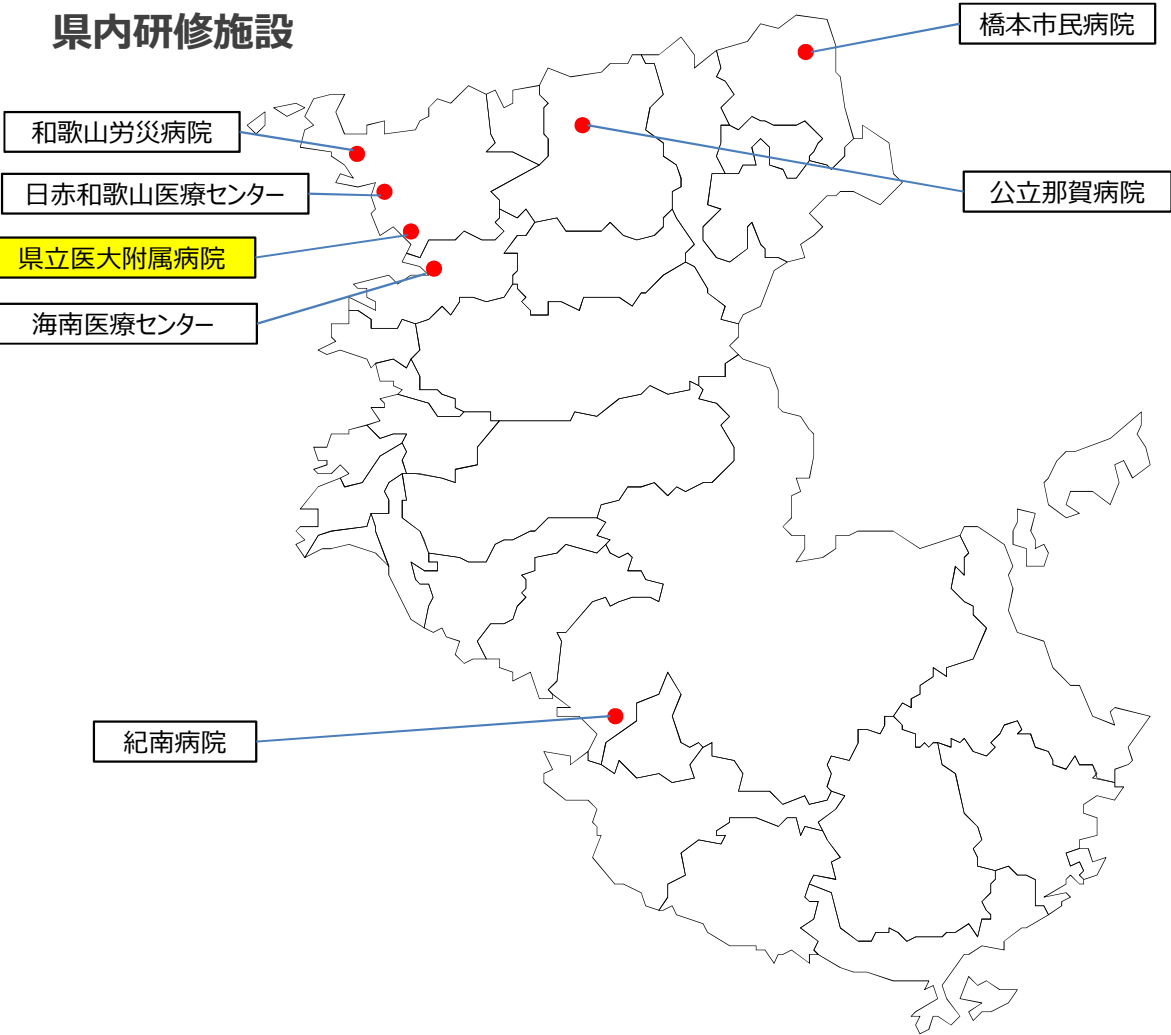 県内研修施設
橋本市民病院
和歌山労災病院
日赤和歌山医療センター
公立那賀病院
県立医大附属病院
海南医療センター
紀南病院